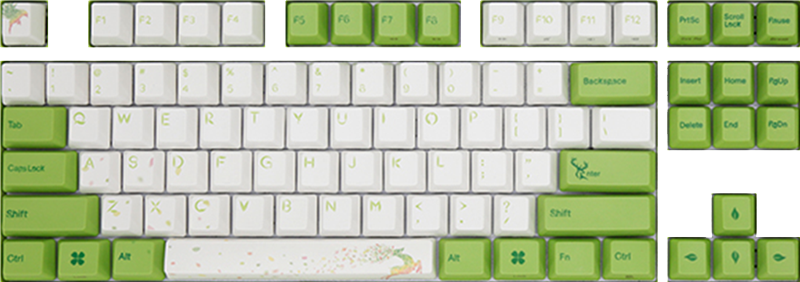 F1 F2 F3 F4 F5 F6 F7 F8 F9 F10 F11 F12 PrtSc Scroll Lock Pause
~ ! @ # $ % ^ & * ( ) _ + Backspace Insert Home PgUp
1 2 3 4 5 6 7 8 9 0 - =
Tab Q W E R T Y U I O P { } | Delete End PgDn
[ ] \
Caps Lock A S D F G H J K L : " Enter
; '
Shift Z X C V B N M < > ? Shift
, . /
Ctrl Alt Alt Fn Ctrl